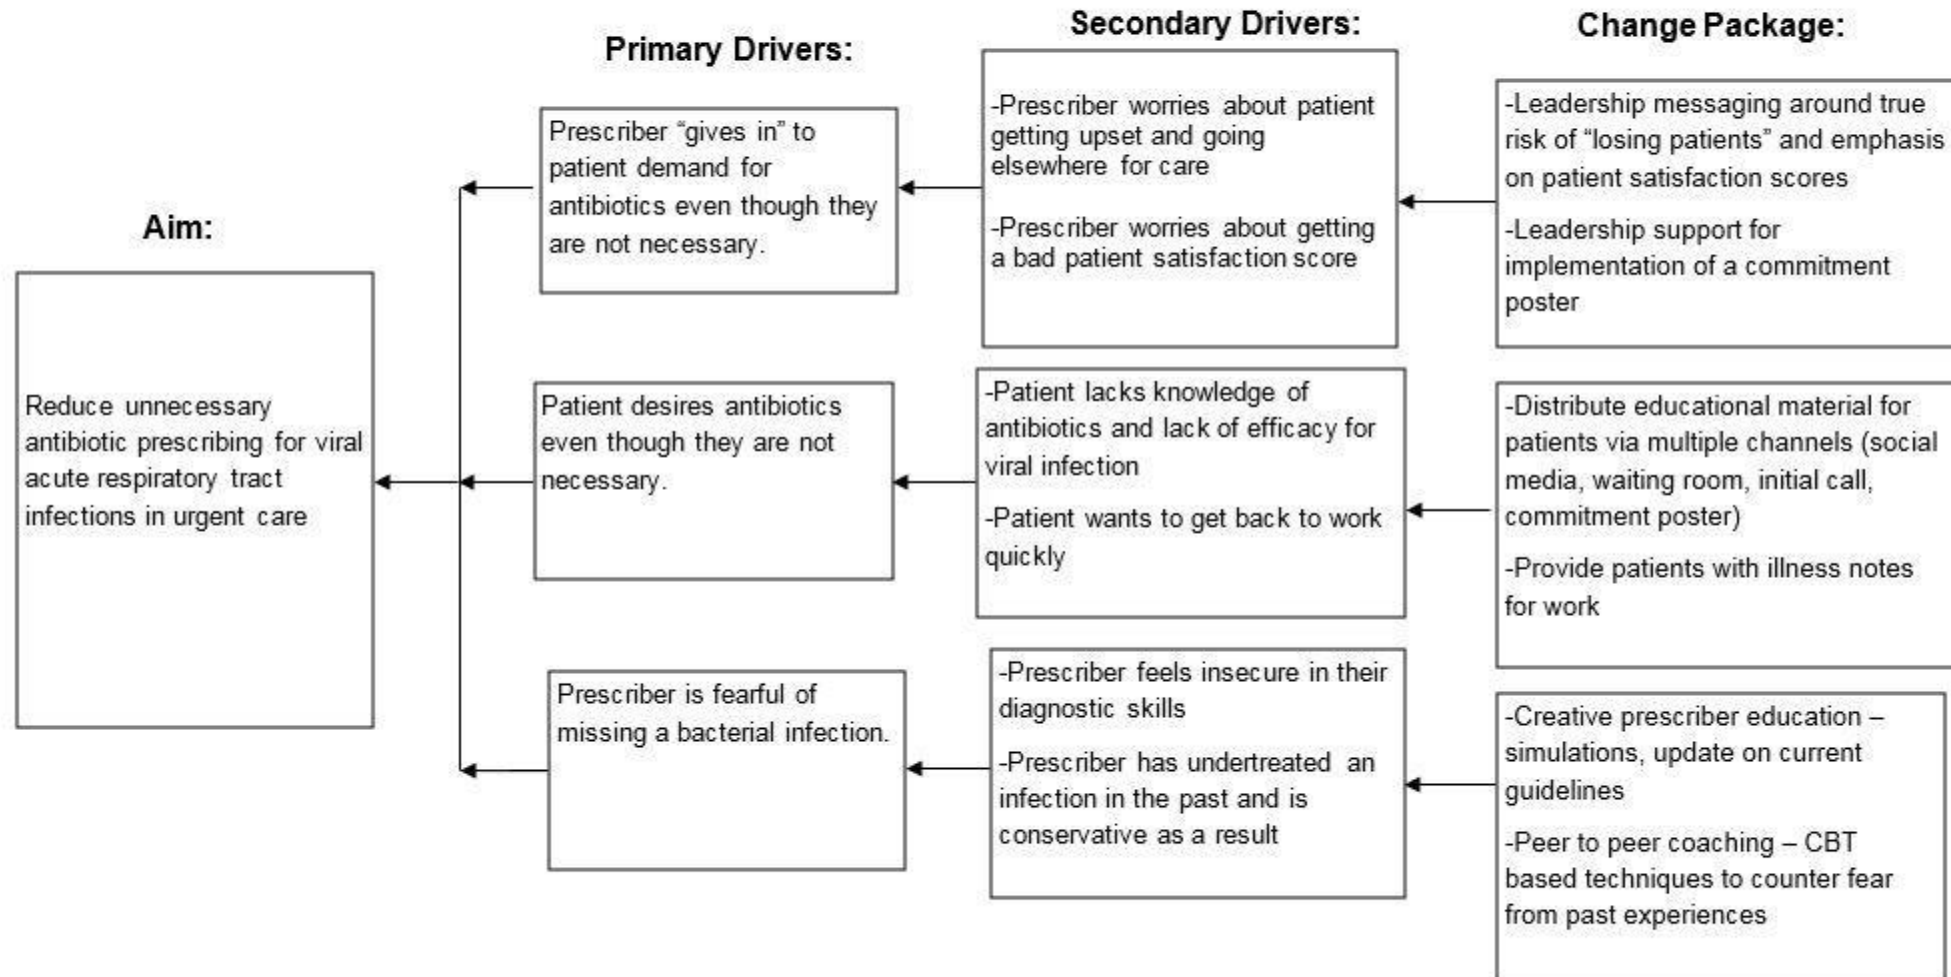 Aim:
Reduce unnecessary
antibiotic prescribing for viral
acute respiratory tract
infections in urgent care
Primary Drivers:
Prescriber “gives in” to
patient demand for
antibiotics even though they
are not necessary.
Patient desires antibiotics
even though they are not
necessary.
Prescriber is fearful of
missing a bacterial infection.
Secondary Drivers:
-Prescriber worries about patient
getting upset and going
elsewhere for care
-Prescriber worries about getting
a bad patient satisfaction score
-Patient lacks knowledge of
antibiotics and lack of efficacy for
viral infection
-Patient wants to get back to work
quickly
-Prescriber feels insecure in their
diagnostic skills
-Prescriber has undertreated an
infection in the past and is
conservative as a result
Change Package:
-Leadership messaging around true
risk of “losing patients” and emphasis
on patient satisfaction scores
-Leadership support for
implementation of a commitment
poster
-Distribute educational material for
patients via multiple channels (social
media, waiting room, initial call,
commitment poster)
-Provide patients with illness notes
for work
-Creative prescriber education –
simulations, update on current
guidelines
-Peer to peer coaching – CBT
based techniques to counter fear
from past experiences